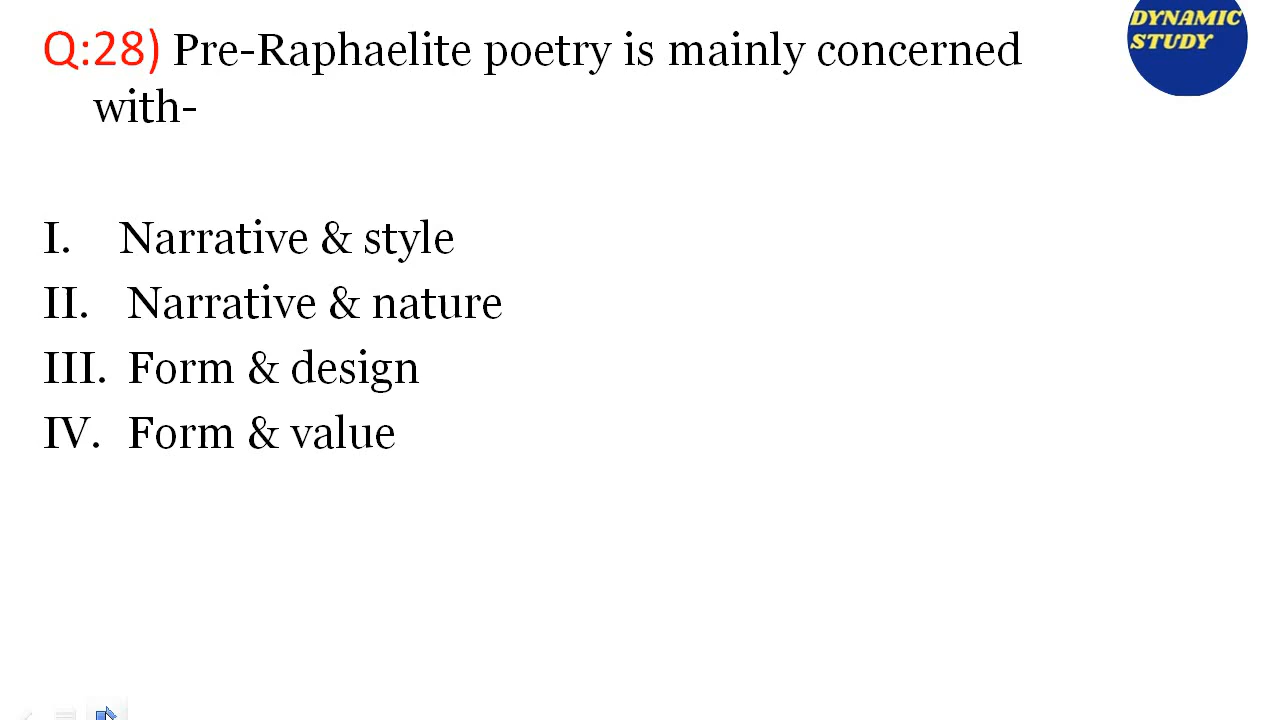 DYNAMIC
STUDY
Q:28) Pre-Raphaelite poetry is mainly concerned
with-
I. Narrative & style
II. Narrative & nature
III. Form & design
IV. Form & value